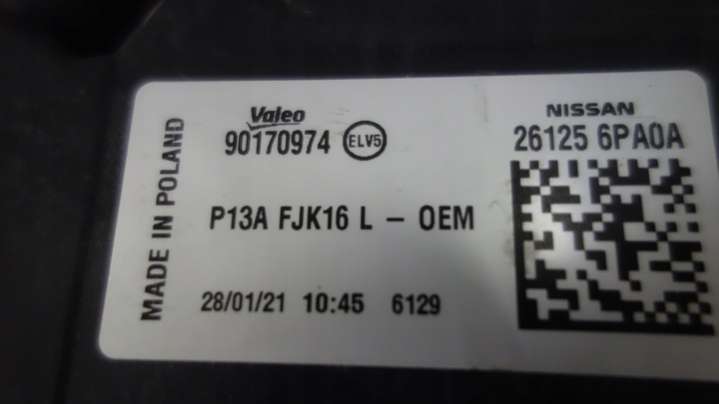 MADE IN POLAND
Valeo
90170974 ELV5
P13A FJK16 L - OEM
28/01/21 10:45 6129
NISSAN
26125 6PA0A